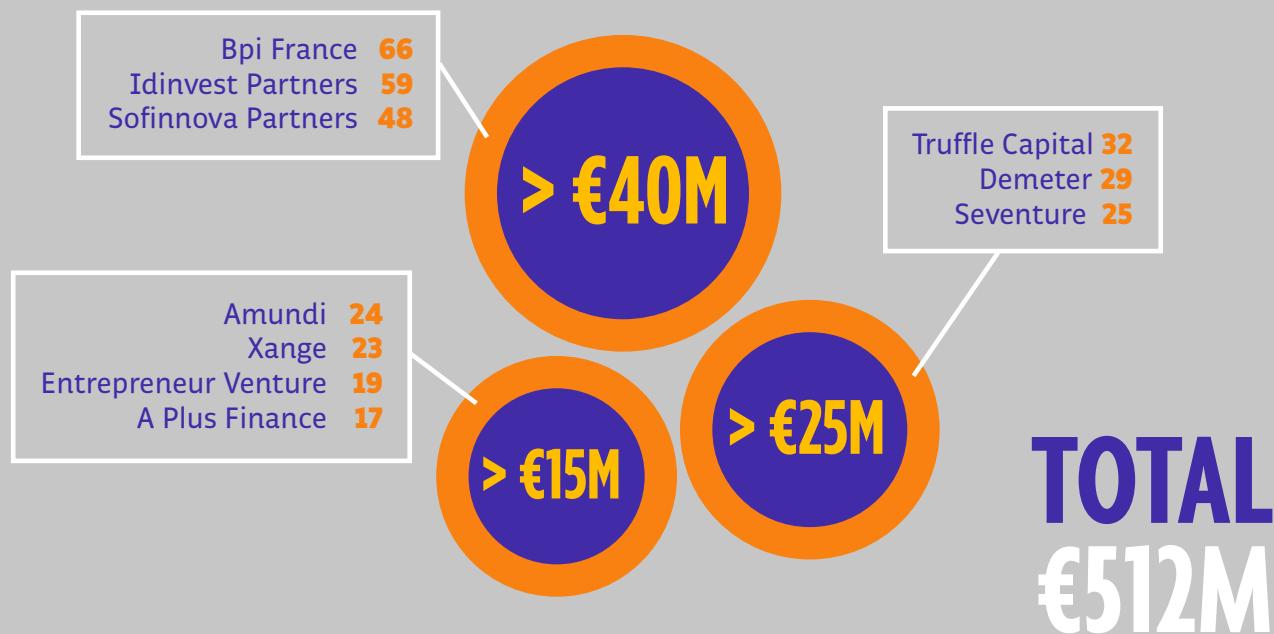 Bpi France 66
Idinvest Partners 59
Sofinnova Partners 48
> €40M
Truffle Capital 32
Demeter 29
Seventure 25
Amundi 24
Xange 23
Entrepreneur Venture 19
A Plus Finance 17
> €15M
> €25M
TOTAL
€512M